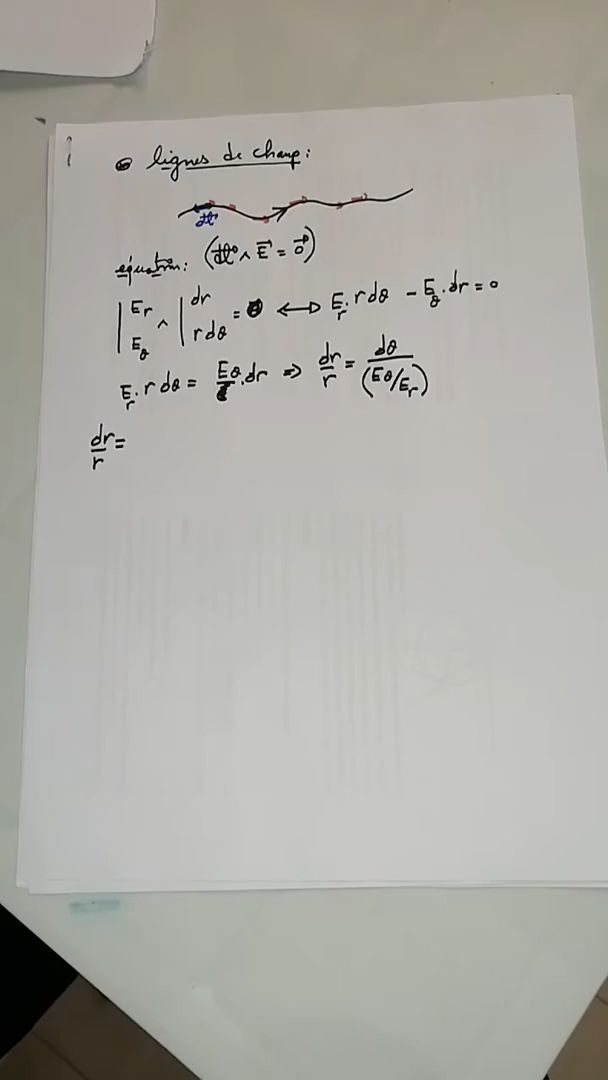 lignes de champ:
dl
équation: (dl ∧ E = 0)
| Er ∧ | dr = 0 ⟷ Er. rdθ - Eθ. dr = 0
| Eθ | rdθ
Er. rdθ = Eθ. dr ⇒ dr/r = dθ/(Eθ/Er)
dr/r =